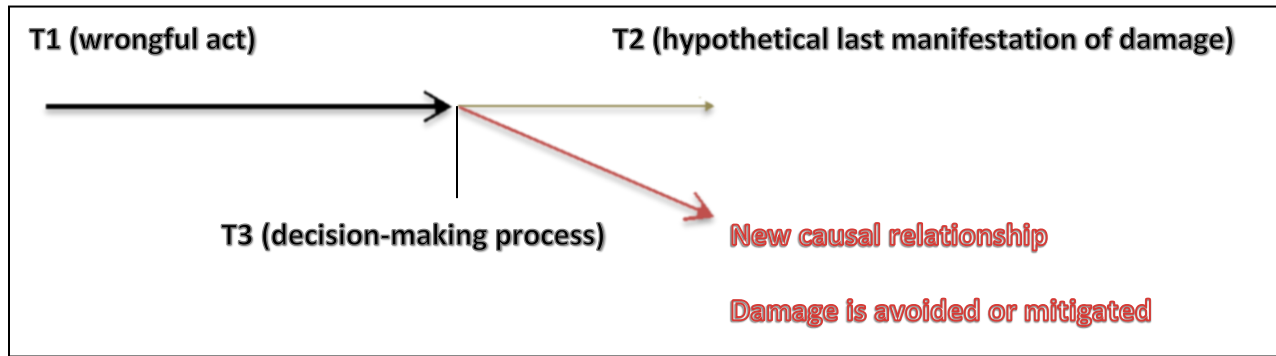 T1 (wrongful act)
T2 (hypothetical last manifestation of damage)
T3 (decision-making process)
New causal relationship
Damage is avoided or mitigated